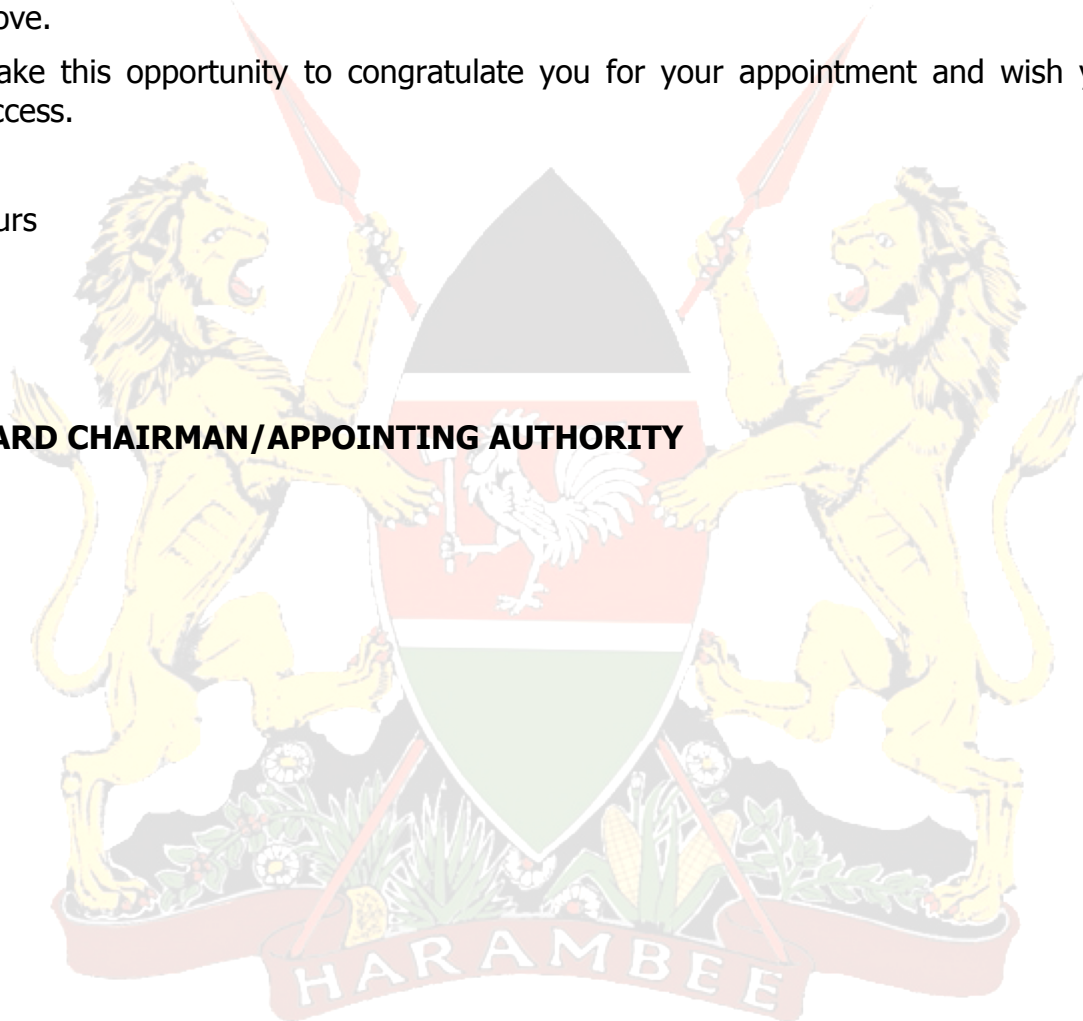 ove.
ake this opportunity to congratulate you for your appointment and wish y
ccess.
urs
ARD CHAIRMAN/APPOINTING AUTHORITY
HARAMBEE